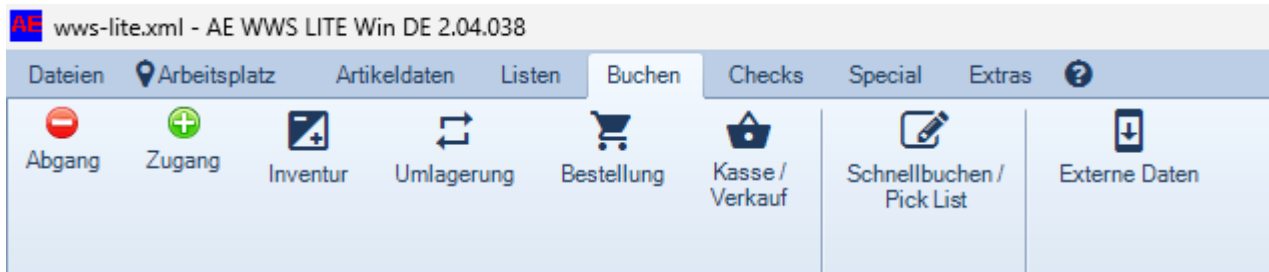 AE wws-lite.xml - AE WWS LITE Win DE 2.04.038
Dateien Arbeitsplatz Artikeldaten Listen Buchen Checks Special Extras ?
Abgang Zugang Inventur Umlagerung Bestellung Kasse / Verkauf Schnellbuchen / Pick List Externe Daten